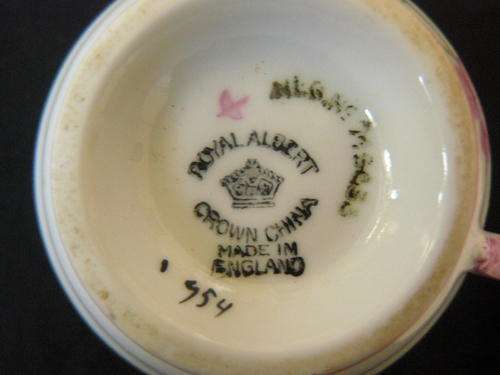 ROYAL ALBERT
CROWN CHINA
MADE IN
ENGLAND
954